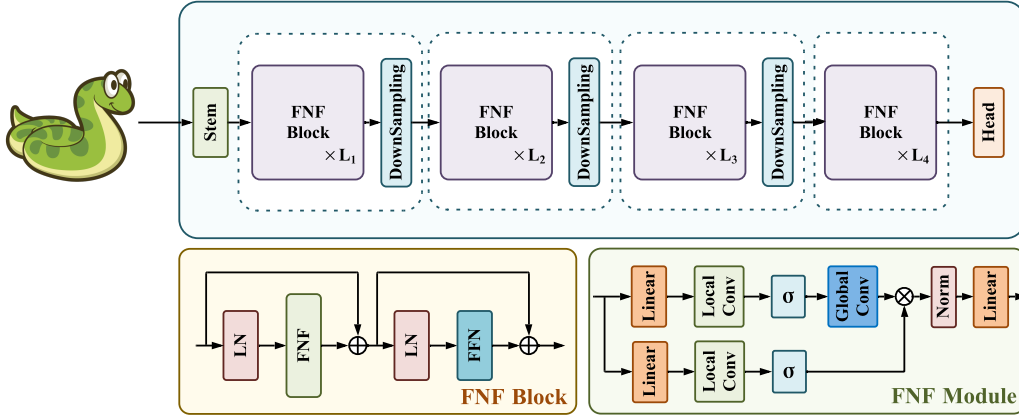 Stem
FNF
Block
× L₁
DownSampling
FNF
Block
× L₂
DownSampling
FNF
Block
× L₃
DownSampling
FNF
Block
× L₄
Head
LN
FNF
LN
FFN
FNF Block
Linear
Local
Conv
σ
Global
Conv
Norm
Linear
Linear
Local
Conv
σ
FNF Module